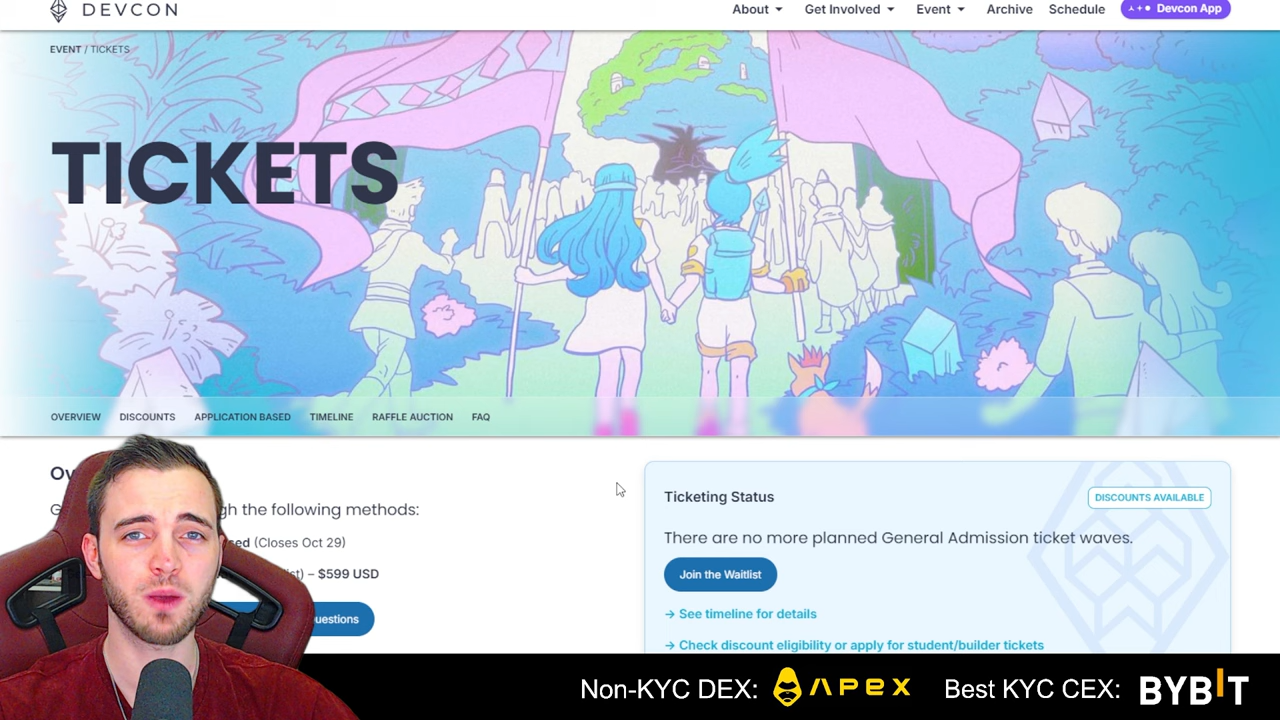 DEVCON
About
Get Involved
Event
Archive
Schedule
Devcon App
EVENT / TICKETS
TICKETS
OVERVIEW
DISCOUNTS
APPLICATION BASED
TIMELINE
RAFFLE AUCTION
FAQ
the following methods:
(Closes Oct 29)
– $599 USD
Ticketing Status
DISCOUNTS AVAILABLE
There are no more planned General Admission ticket waves.
Join the Waitlist
→ See timeline for details
→ Check discount eligibility or apply for student/builder tickets
Non-KYC DEX: APEX Best KYC CEX: BYBIT